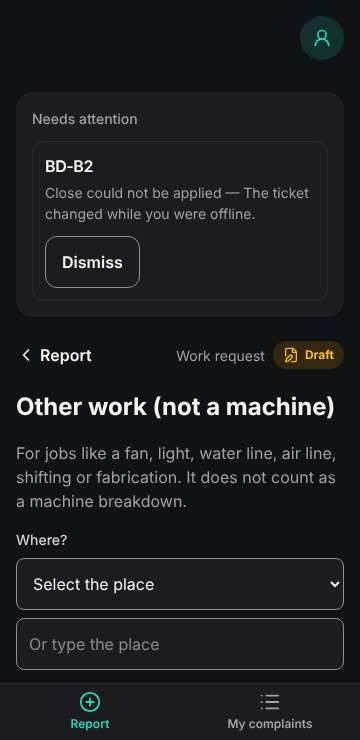 Needs attention
BD-B2
Close could not be applied — The ticket
changed while you were offline.
Dismiss
Report
Work request
Draft
Other work (not a machine)
For jobs like a fan, light, water line, air line,
shifting or fabrication. It does not count as
a machine breakdown.
Where?
Select the place
Or type the place
Report
My complaints